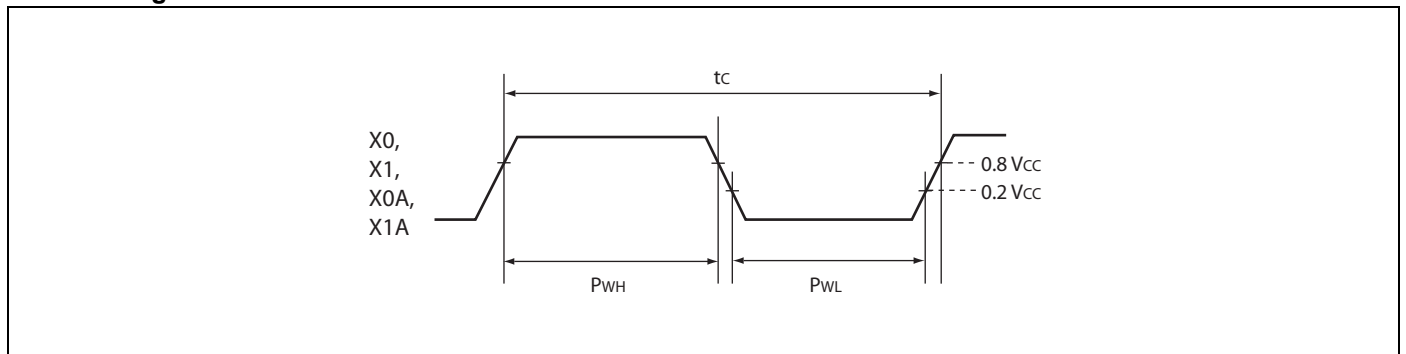 tC
X0,
X1,
X0A,
X1A
0.8 VCC
0.2 VCC
PWH
PWL